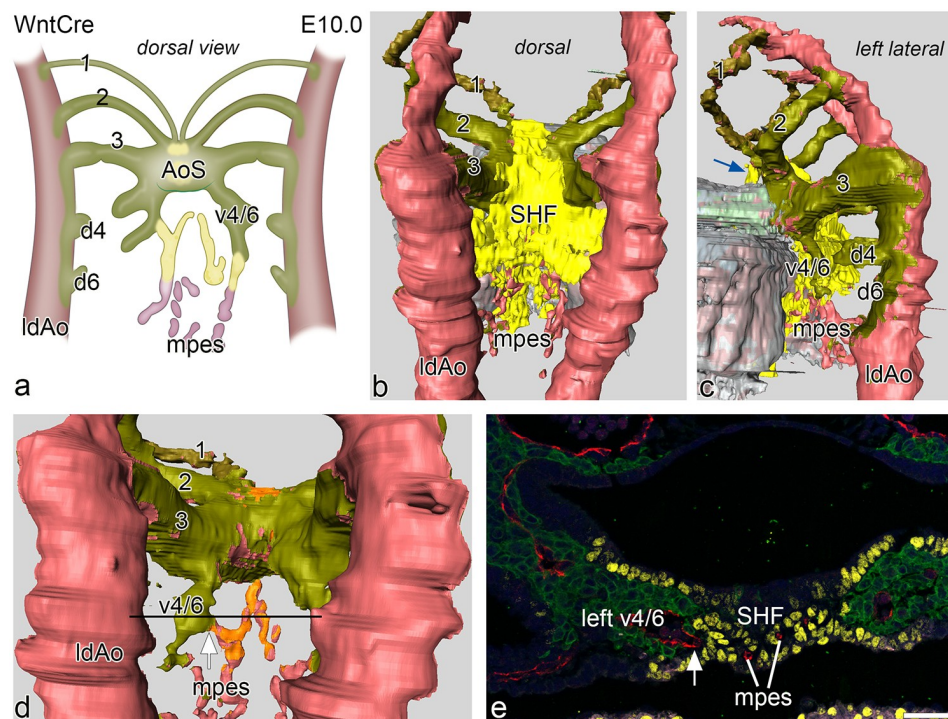 WntCre
E10.0
dorsal view
1
2
3
AoS
d4
v4/6
d6
ldAo
mpes
a
dorsal
1
2
3
SHF
mpes
ldAo
b
left lateral
1
2
3
d4
v4/6
d6
mpes
ldAo
c
1
2
3
v4/6
ldAo
mpes
d
left v4/6
SHF
mpes
e